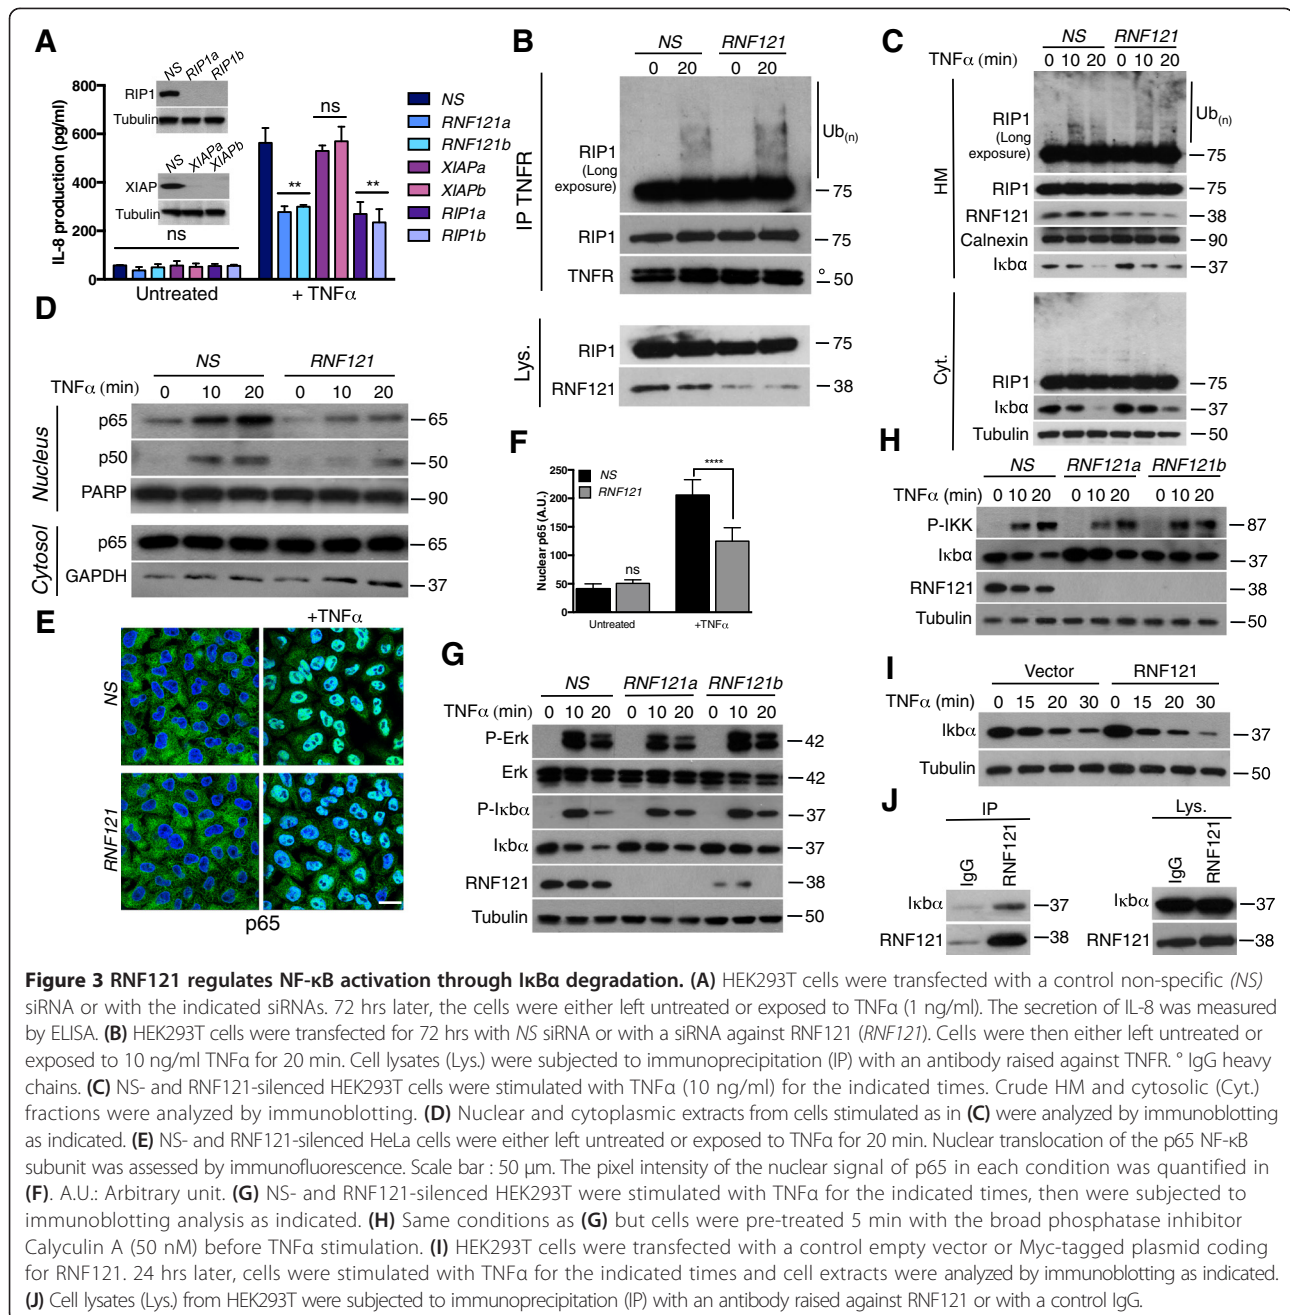 A
NS
RIP1a
RIP1b
RIP1
Tubulin
NS
XIAPa
XIAPb
XIAP
Tubulin
IL-8 production (pg/ml)
800
600
400
200
0
ns
**
ns
**
Untreated
+ TNFα
NS
RNF121a
RNF121b
XIAPa
XIAPb
RIP1a
RIP1b
B
NS RNF121
0 20 0 20
IP TNFR
RIP1
(Long
exposure)
Ub(n)
75
RIP1 75
TNFR ° 50
Lys.
RIP1 75
RNF121 38
C
NS RNF121
TNFα (min) 0 10 20 0 10 20
HM
RIP1
(Long
exposure)
Ub(n)
75
RIP1 75
RNF121 38
Calnexin 90
Iκbα 37
Cyt.
RIP1 75
Iκbα 37
Tubulin 50
D
NS RNF121
TNFα (min) 0 10 20 0 10 20
Nucleus
p65 65
p50 50
PARP 90
Cytosol
p65 65
GAPDH 37
E
+TNFα
NS
RNF121
p65
F
Nuclear p65 (A.U.)
250
200
150
100
50
0
NS
RNF121
ns
****
Untreated +TNFα
G
NS RNF121a RNF121b
TNFα (min) 0 10 20 0 10 20 0 10 20
P-Erk 42
Erk 42
P-Iκbα 37
Iκbα 37
RNF121 38
Tubulin 50
H
NS RNF121a RNF121b
TNFα (min) 0 10 20 0 10 20 0 10 20
P-IKK 87
Iκbα 37
RNF121 38
Tubulin 50
I
Vector RNF121
TNFα (min) 0 15 20 30 0 15 20 30
Ikbα 37
Tubulin 50
J
IP
IgG
RNF121
Iκbα 37
RNF121 38
Lys.
IgG
RNF121
Iκbα 37
RNF121 38
Figure 3 RNF121 regulates NF-κB activation through IκBα degradation. (A) HEK293T cells were transfected with a control non-specific (NS)
siRNA or with the indicated siRNAs. 72 hrs later, the cells were either left untreated or exposed to TNFα (1 ng/ml). The secretion of IL-8 was measured
by ELISA. (B) HEK293T cells were transfected for 72 hrs with NS siRNA or with a siRNA against RNF121 (RNF121). Cells were then either left untreated or
exposed to 10 ng/ml TNFα for 20 min. Cell lysates (Lys.) were subjected to immunoprecipitation (IP) with an antibody raised against TNFR. ° IgG heavy
chains. (C) NS- and RNF121-silenced HEK293T cells were stimulated with TNFα (10 ng/ml) for the indicated times. Crude HM and cytosolic (Cyt.)
fractions were analyzed by immunoblotting. (D) Nuclear and cytoplasmic extracts from cells stimulated as in (C) were analyzed by immunoblotting
as indicated. (E) NS- and RNF121-silenced HeLa cells were either left untreated or exposed to TNFα for 20 min. Nuclear translocation of the p65 NF-κB
subunit was assessed by immunofluorescence. Scale bar : 50 μm. The pixel intensity of the nuclear signal of p65 in each condition was quantified in
(F). A.U.: Arbitrary unit. (G) NS- and RNF121-silenced HEK293T were stimulated with TNFα for the indicated times, then were subjected to
immunoblotting analysis as indicated. (H) Same conditions as (G) but cells were pre-treated 5 min with the broad phosphatase inhibitor
Calyculin A (50 nM) before TNFα stimulation. (I) HEK293T cells were transfected with a control empty vector or Myc-tagged plasmid coding
for RNF121. 24 hrs later, cells were stimulated with TNFα for the indicated times and cell extracts were analyzed by immunoblotting as indicated.
(J) Cell lysates (Lys.) from HEK293T were subjected to immunoprecipitation (IP) with an antibody raised against RNF121 or with a control IgG.